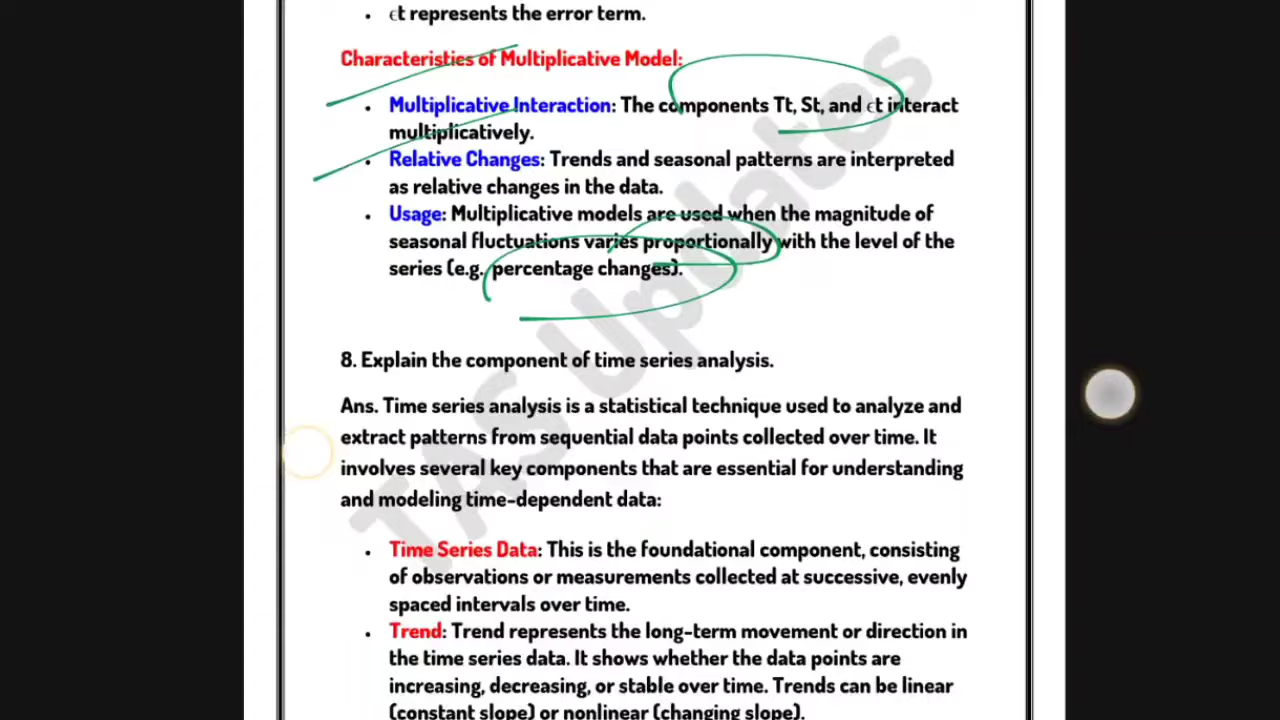 • ϵt represents the error term.
Characteristics of Multiplicative Model:
• Multiplicative Interaction: The components Tt, St, and ϵt interact
multiplicatively.
• Relative Changes: Trends and seasonal patterns are interpreted
as relative changes in the data.
• Usage: Multiplicative models are used when the magnitude of
seasonal fluctuations varies proportionally with the level of the
series (e.g. percentage changes).
8. Explain the component of time series analysis.
Ans. Time series analysis is a statistical technique used to analyze and
extract patterns from sequential data points collected over time. It
involves several key components that are essential for understanding
and modeling time-dependent data:
• Time Series Data: This is the foundational component, consisting
of observations or measurements collected at successive, evenly
spaced intervals over time.
• Trend: Trend represents the long-term movement or direction in
the time series data. It shows whether the data points are
increasing, decreasing, or stable over time. Trends can be linear
(constant slope) or nonlinear (changing slope).
TAS Updates